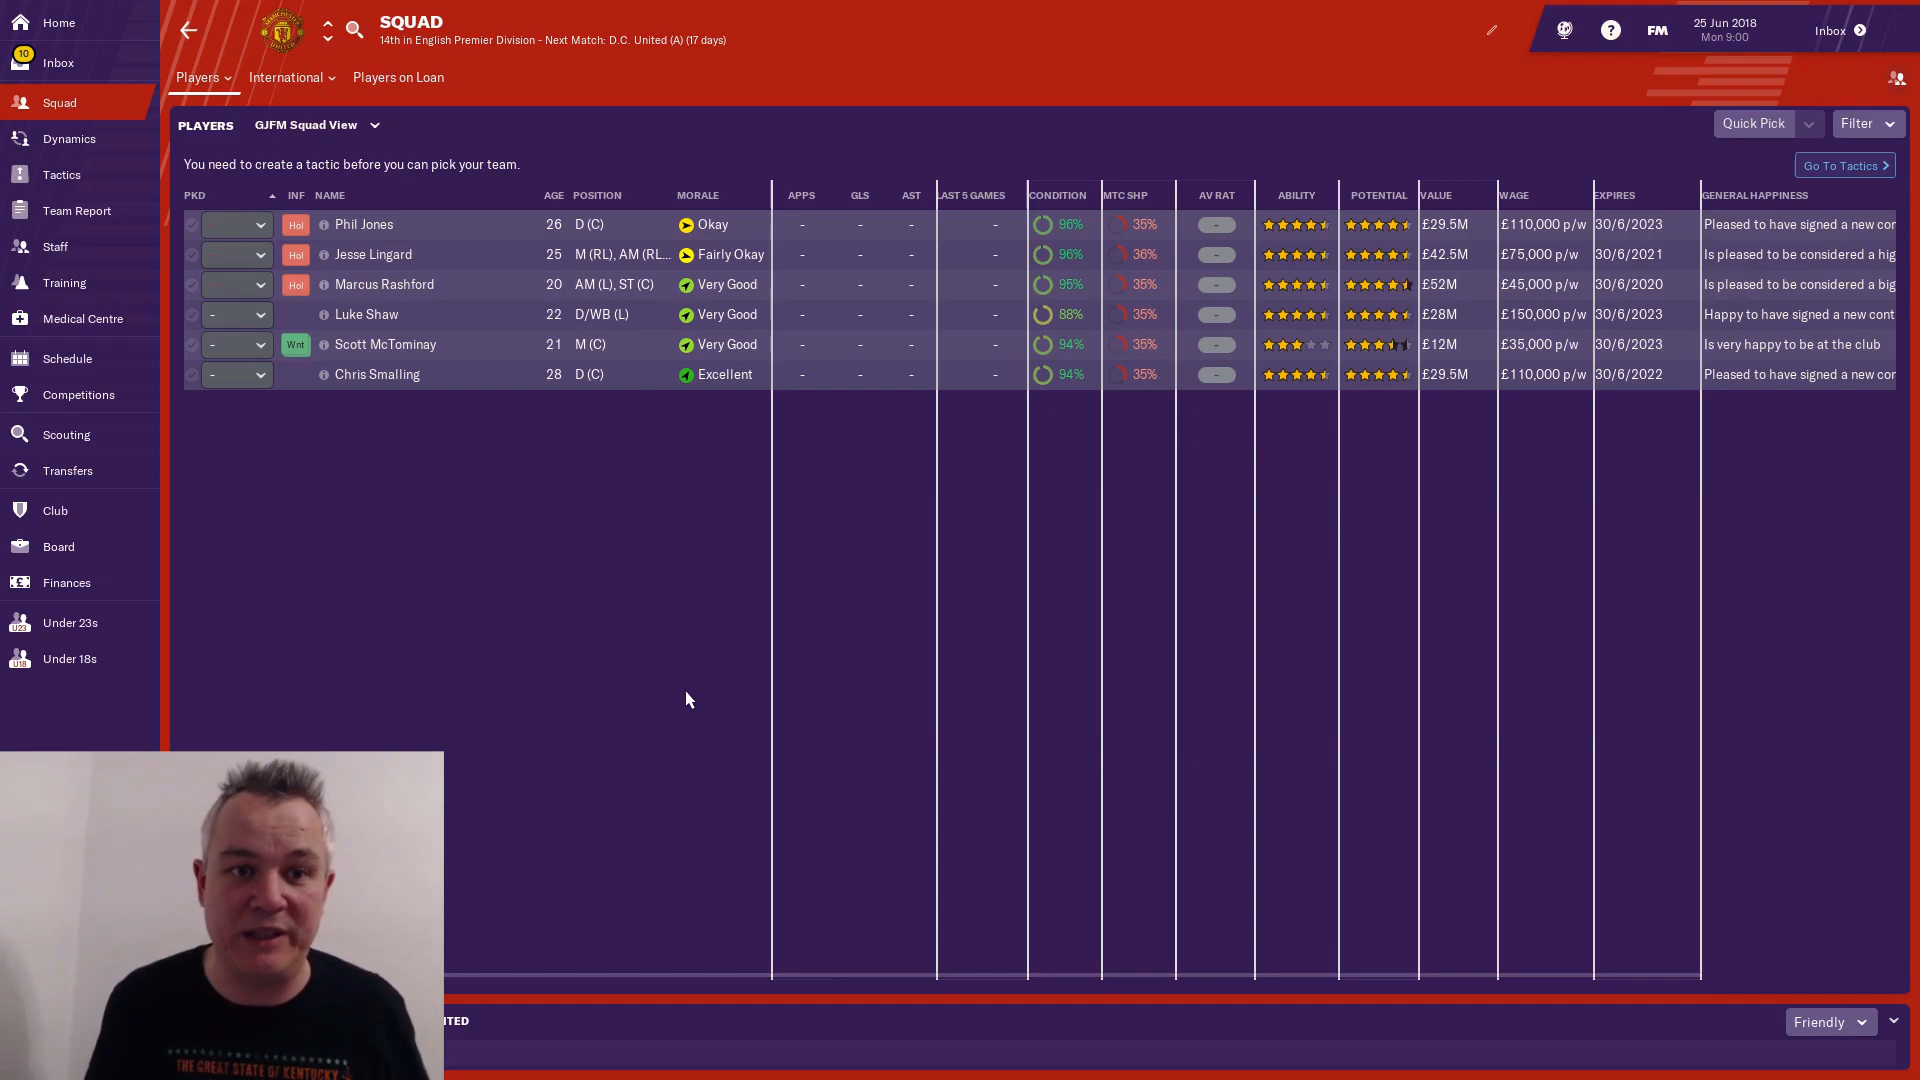 Home
10
Inbox
Squad
Dynamics
Tactics
Team Report
Staff
Training
Medical Centre
Schedule
Competitions
Scouting
Transfers
Club
Board
Finances
U23
Under 23s
U18
Under 18s
SQUAD
14th in English Premier Division - Next Match: D.C. United (A) (17 days)
?
FM
25 Jun 2018
Mon 9:00
Inbox
Players International Players on Loan
PLAYERS GJFM Squad View
Quick Pick Filter
You need to create a tactic before you can pick your team.
Go To Tactics
PKD INF NAME AGE POSITION MORALE APPS GLS AST LAST 5 GAMES CONDITION MTC SHP AV RAT ABILITY POTENTIAL VALUE WAGE EXPIRES GENERAL HAPPINESS
- Hol Phil Jones 26 D (C) Okay - - - - 96% 35% - £29.5M £110,000 p/w 30/6/2023 Pleased to have signed a new cor
- Hol Jesse Lingard 25 M (RL), AM (RL... Fairly Okay - - - - 96% 36% - £42.5M £75,000 p/w 30/6/2021 Is pleased to be considered a hig
- Hol Marcus Rashford 20 AM (L), ST (C) Very Good - - - - 95% 35% - £52M £45,000 p/w 30/6/2020 Is pleased to be considered a big
- Luke Shaw 22 D/WB (L) Very Good - - - - 88% 35% - £28M £150,000 p/w 30/6/2023 Happy to have signed a new cont
- Wnt Scott McTominay 21 M (C) Very Good - - - - 94% 35% - £12M £35,000 p/w 30/6/2023 Is very happy to be at the club
- Chris Smalling 28 D (C) Excellent - - - - 94% 35% - £29.5M £110,000 p/w 30/6/2022 Pleased to have signed a new cor
ITED
Friendly
THE GREAT STATE OF KENTUCKY